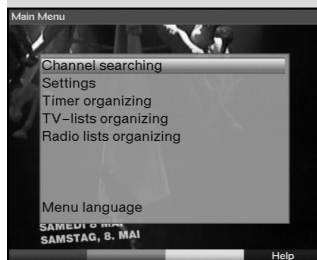 Main Menu
Channel searching
Settings
Timer organizing
TV-lists organizing
Radio lists organizing
Menu language
SAMEDI 8 MAI
SAMSTAG, 8. MAI
Help